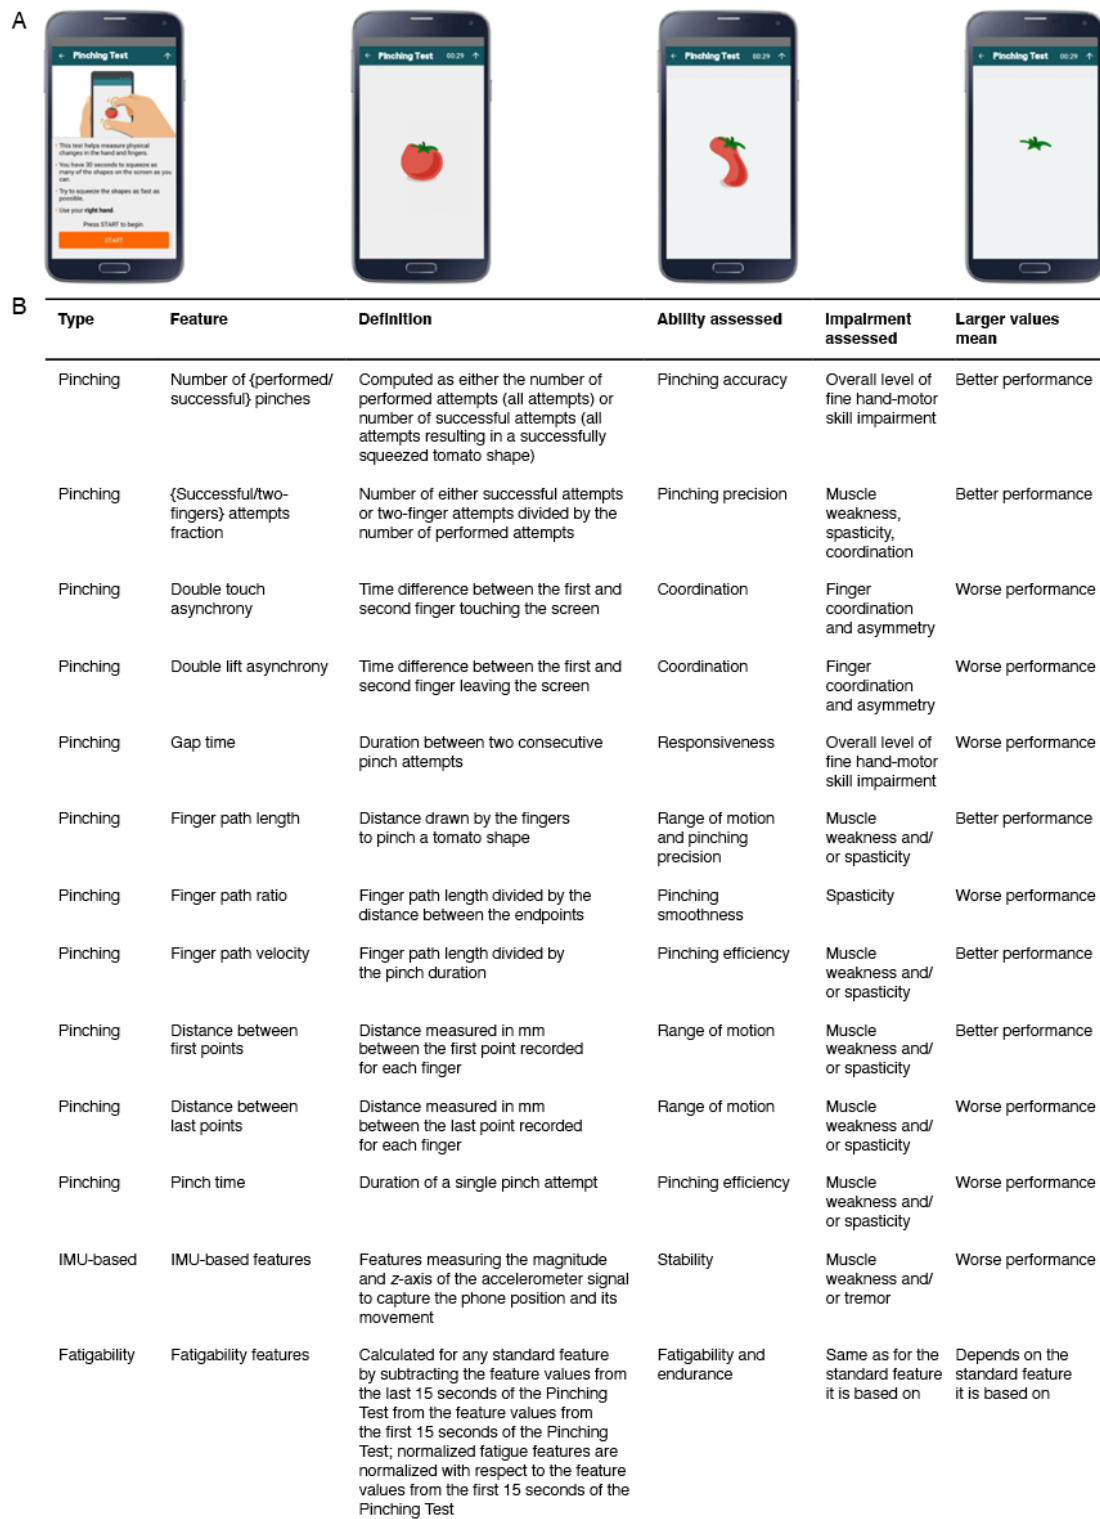 A
← Pinching Test ↑
• This test helps measure physical
changes in the hand and fingers.
• You have 30 seconds to squeeze as
many of the shapes on the screen as you
can.
• Try to squeeze the shapes as fast as
possible.
• Use your right hand.
Press START to begin.
START
← Pinching Test 00:29 ↑
← Pinching Test 00:29 ↑
← Pinching Test 00:29 ↑
B
Type Feature Definition Ability assessed Impairment Larger values
assessed mean
Pinching Number of {performed/ Computed as either the number of Pinching accuracy Overall level of Better performance
successful} pinches performed attempts (all attempts) or fine hand-motor
number of successful attempts (all skill impairment
attempts resulting in a successfully
squeezed tomato shape)
Pinching {Successful/two- Number of either successful attempts Pinching precision Muscle Better performance
fingers} attempts or two-finger attempts divided by the weakness,
fraction number of performed attempts spasticity,
coordination
Pinching Double touch Time difference between the first and Coordination Finger Worse performance
asynchrony second finger touching the screen coordination
and asymmetry
Pinching Double lift asynchrony Time difference between the first and Coordination Finger Worse performance
second finger leaving the screen coordination
and asymmetry
Pinching Gap time Duration between two consecutive Responsiveness Overall level of Worse performance
pinch attempts fine hand-motor
skill impairment
Pinching Finger path length Distance drawn by the fingers Range of motion Muscle Better performance
to pinch a tomato shape and pinching weakness and/
precision or spasticity
Pinching Finger path ratio Finger path length divided by the Pinching Spasticity Worse performance
distance between the endpoints smoothness
Pinching Finger path velocity Finger path length divided by Pinching efficiency Muscle Better performance
the pinch duration weakness and/
or spasticity
Pinching Distance between Distance measured in mm Range of motion Muscle Better performance
first points between the first point recorded weakness and/
for each finger or spasticity
Pinching Distance between Distance measured in mm Range of motion Muscle Worse performance
last points between the last point recorded weakness and/
for each finger or spasticity
Pinching Pinch time Duration of a single pinch attempt Pinching efficiency Muscle Worse performance
weakness and/
or spasticity
IMU-based IMU-based features Features measuring the magnitude Stability Muscle Worse performance
and z-axis of the accelerometer signal weakness and/
to capture the phone position and its or tremor
movement
Fatigability Fatigability features Calculated for any standard feature Fatigability and Same as for the Depends on the
by subtracting the feature values from endurance standard feature standard feature
the last 15 seconds of the Pinching it is based on it is based on
Test from the feature values from
the first 15 seconds of the Pinching
Test; normalized fatigue features are
normalized with respect to the feature
values from the first 15 seconds of the
Pinching Test